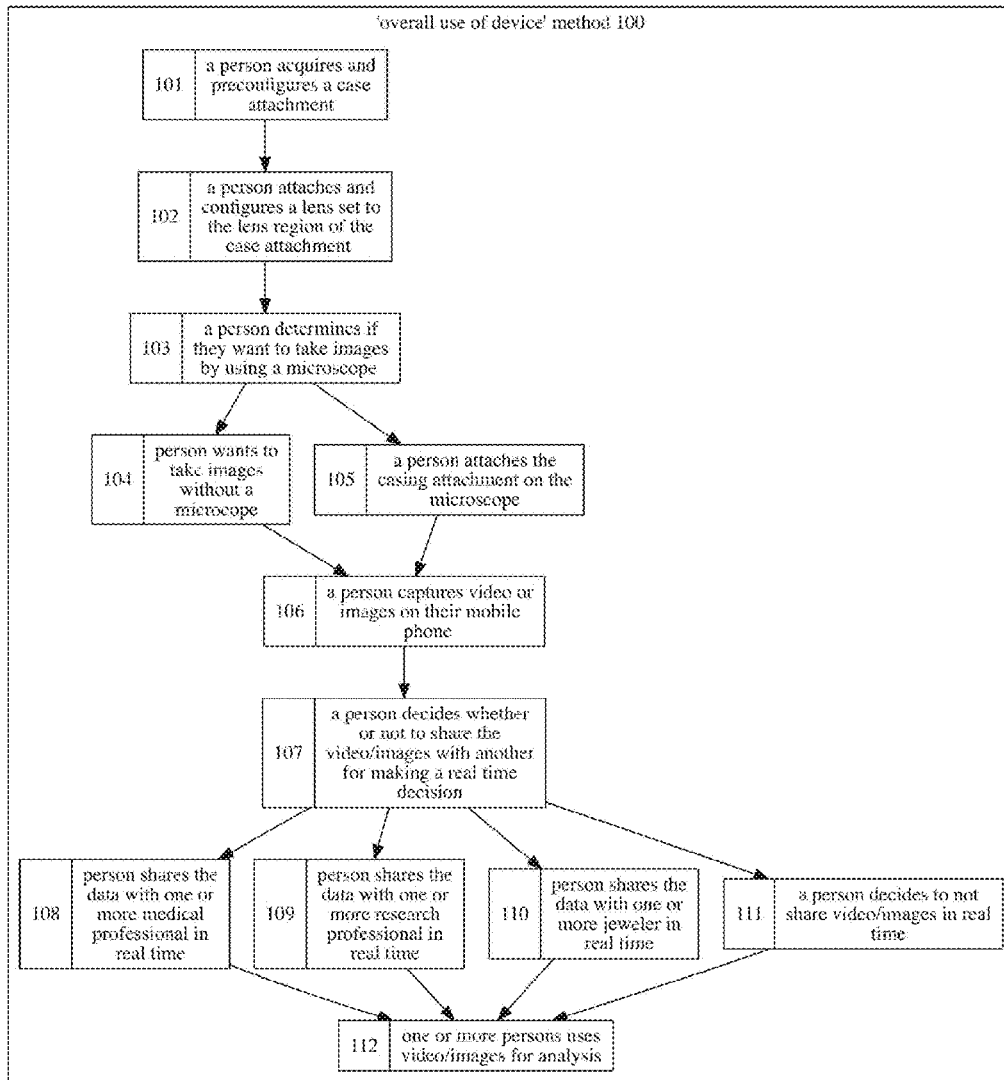 'overall use of device' method 100
101
a person acquires and
preconfigures a case
attachment
102
a person attaches and
configures a lens set to
the lens region of the
case attachment
103
a person determines if
they want to take images
by using a microscope
104
person wants to
take images
without a
microcope
105
a person attaches the
casing attachment on the
microscope
106
a person captures video or
images on their mobile
phone
107
a person decides whether
or not to share the
video/images with another
for making a real time
decision
108
person shares the
data with one or
more medical
professional in
real time
109
person shares the
data with one or
more research
professional in
real time
110
person shares the
data with one or
more jeweler in
real time
111
a person decides to not
share video/images in real
time
112
one or more persons uses
video/images for analysis